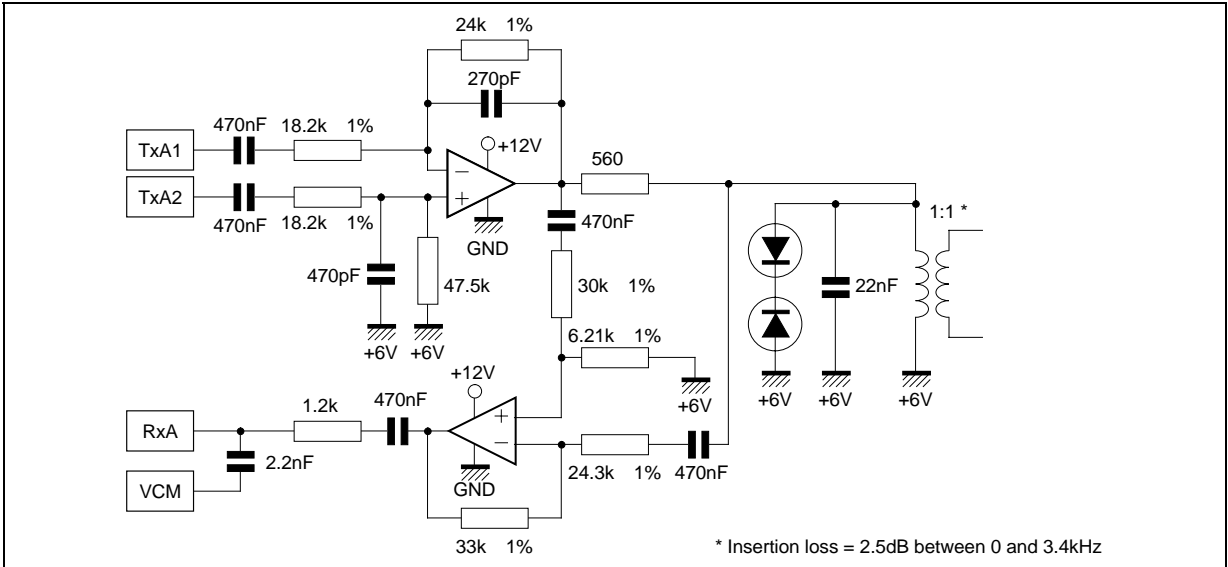 24k 1%
270pF
470nF 18.2k 1%
TxA1
+12V
560
TxA2
1:1 *
470nF 18.2k 1%
GND
470nF
470pF
47.5k
30k 1%
22nF
+6V +6V
6.21k 1%
+12V
+6V
+6V +6V +6V
1.2k
470nF
RxA
2.2nF
24.3k 1% 470nF
VCM
GND
33k 1%
* Insertion loss = 2.5dB between 0 and 3.4kHz